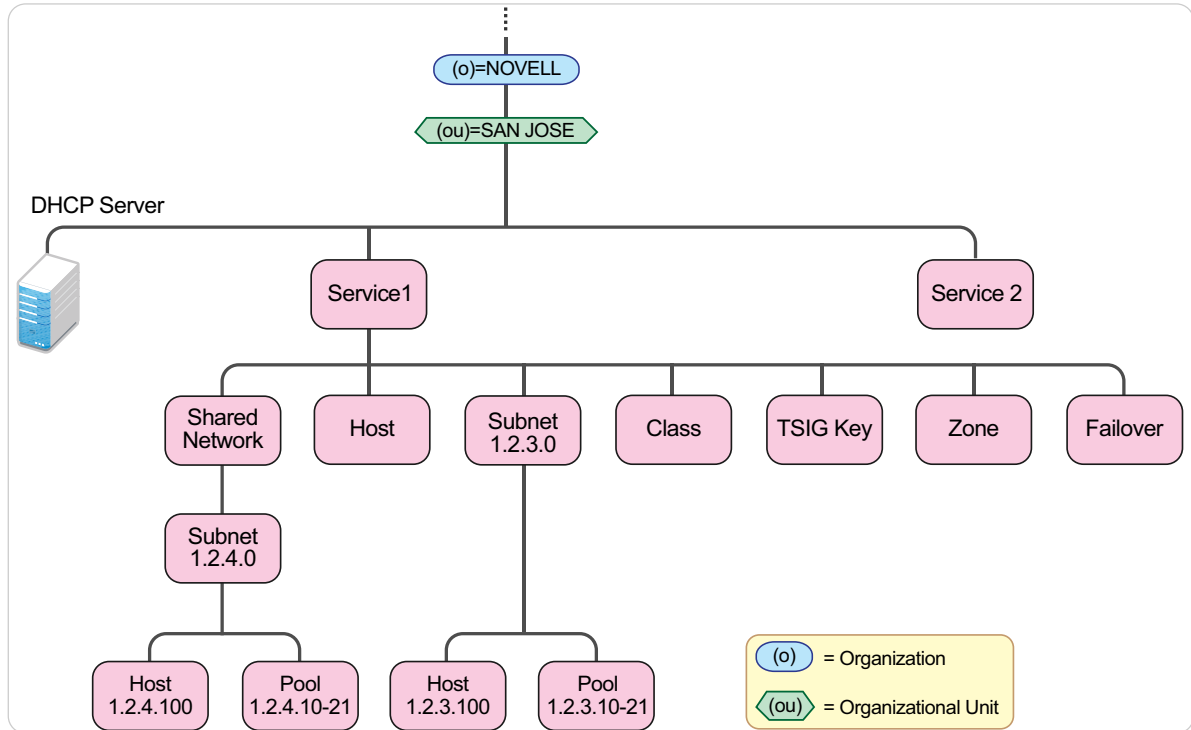 (o)=NOVELL
(ou)=SAN JOSE
DHCP Server
Service1
Service 2
Shared
Network
Host
Subnet
1.2.3.0
Class
TSIG Key
Zone
Failover
Subnet
1.2.4.0
Host
1.2.4.100
Pool
1.2.4.10-21
Host
1.2.3.100
Pool
1.2.3.10-21
(o) = Organization
(ou) = Organizational Unit